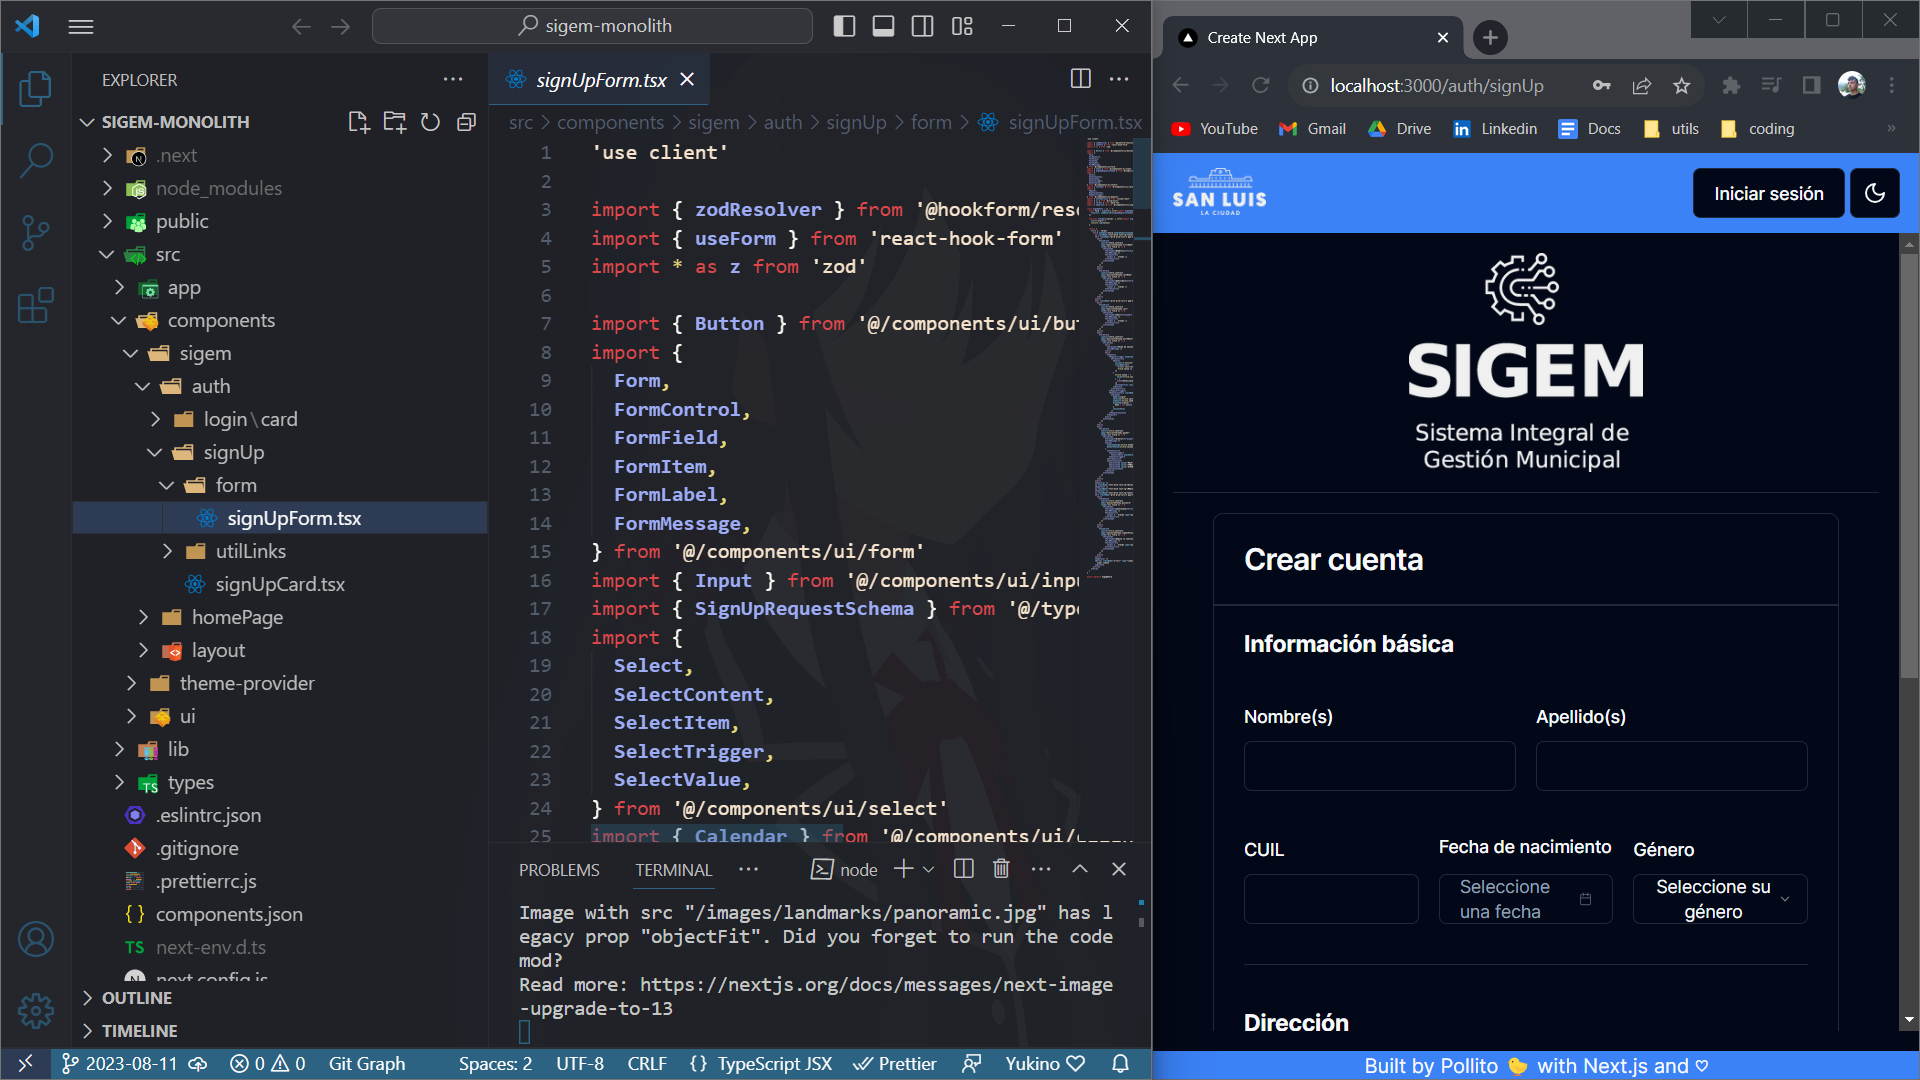 sigem-monolith
EXPLORER
SIGEM-MONOLITH
.next
node_modules
public
src
app
components
sigem
auth
login\card
signUp
form
signUpForm.tsx
utilLinks
signUpCard.tsx
homePage
layout
theme-provider
ui
lib
types
.eslintrc.json
.gitignore
.prettierrc.js
components.json
TS next-env.d.ts
next.config.js
OUTLINE
TIMELINE
signUpForm.tsx
src > components > sigem > auth > signUp > form > signUpForm.tsx
1 'use client'
2
3 import { zodResolver } from '@hookform/reso
4 import { useForm } from 'react-hook-form'
5 import * as z from 'zod'
6
7 import { Button } from '@/components/ui/but
8 import {
9 Form,
10 FormControl,
11 FormField,
12 FormItem,
13 FormLabel,
14 FormMessage,
15 } from '@/components/ui/form'
16 import { Input } from '@/components/ui/inpu
17 import { SignUpRequestSchema } from '@/type
18 import {
19 Select,
20 SelectContent,
21 SelectItem,
22 SelectTrigger,
23 SelectValue,
24 } from '@/components/ui/select'
25 import { Calendar } from '@/components/ui/c
PROBLEMS TERMINAL node
Image with src "/images/landmarks/panoramic.jpg" has l
egacy prop "objectFit". Did you forget to run the code
mod?
Read more: https://nextjs.org/docs/messages/next-image
-upgrade-to-13
2023-08-11 0 0 Git Graph Spaces: 2 UTF-8 CRLF {} TypeScript JSX Prettier Yukino
Create Next App
localhost:3000/auth/signUp
YouTube Gmail Drive Linkedin Docs utils coding »
SAN LUIS
LA CIUDAD
Iniciar sesión
SIGEM
Sistema Integral de
Gestión Municipal
Crear cuenta
Información básica
Nombre(s) Apellido(s)
CUIL Fecha de nacimiento Género
Seleccione
una fecha
Seleccione su
género
Dirección
Built by Pollito 🐤 with Next.js and ♡